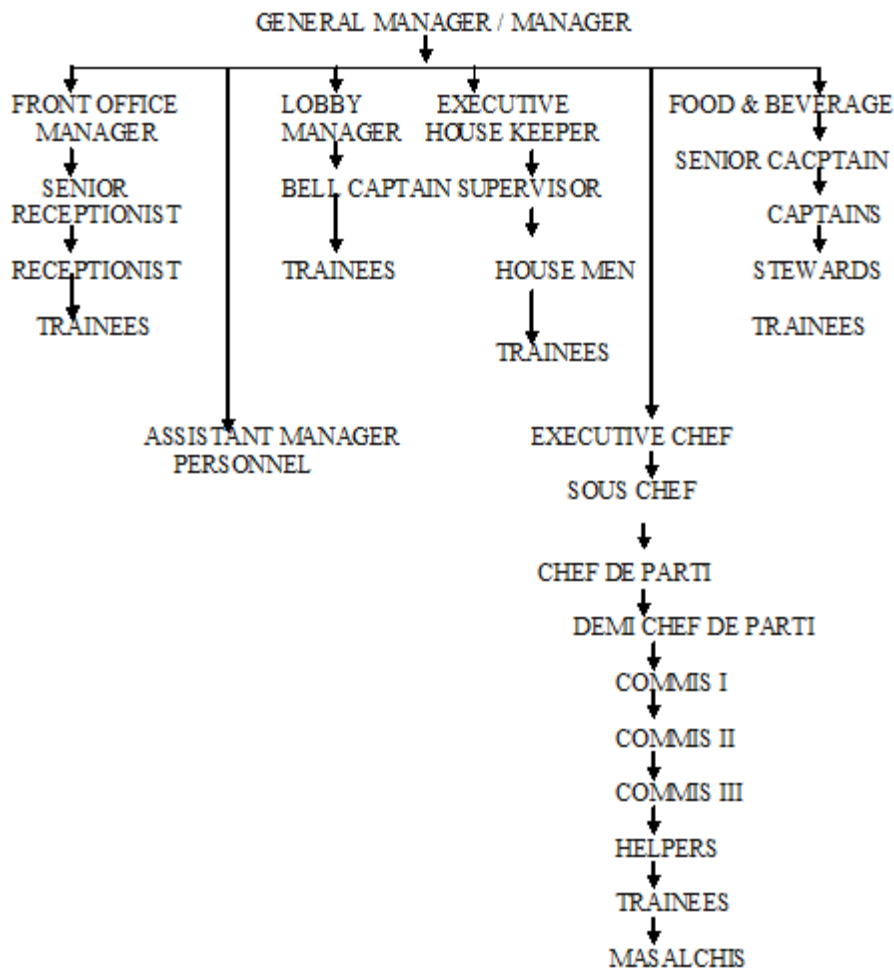 GENERAL MANAGER / MANAGER
FRONT OFFICE
MANAGER
LOBBY
MANAGER
EXECUTIVE
HOUSE KEEPER
FOOD & BEVERAGE
SENIOR
RECEPTIONIST
BELL CAPTAIN
SUPERVISOR
SENIOR CACPTAIN
CAPTAINS
RECEPTIONIST
TRAINEES
HOUSE MEN
STEWARDS
TRAINEES
TRAINEES
TRAINEES
ASSISTANT MANAGER
PERSONNEL
EXECUTIVE CHEF
SOUS CHEF
CHEF DE PARTI
DEMI CHEF DE PARTI
COMMIS I
COMMIS II
COMMIS III
HELPERS
TRAINEES
MASALCHIS